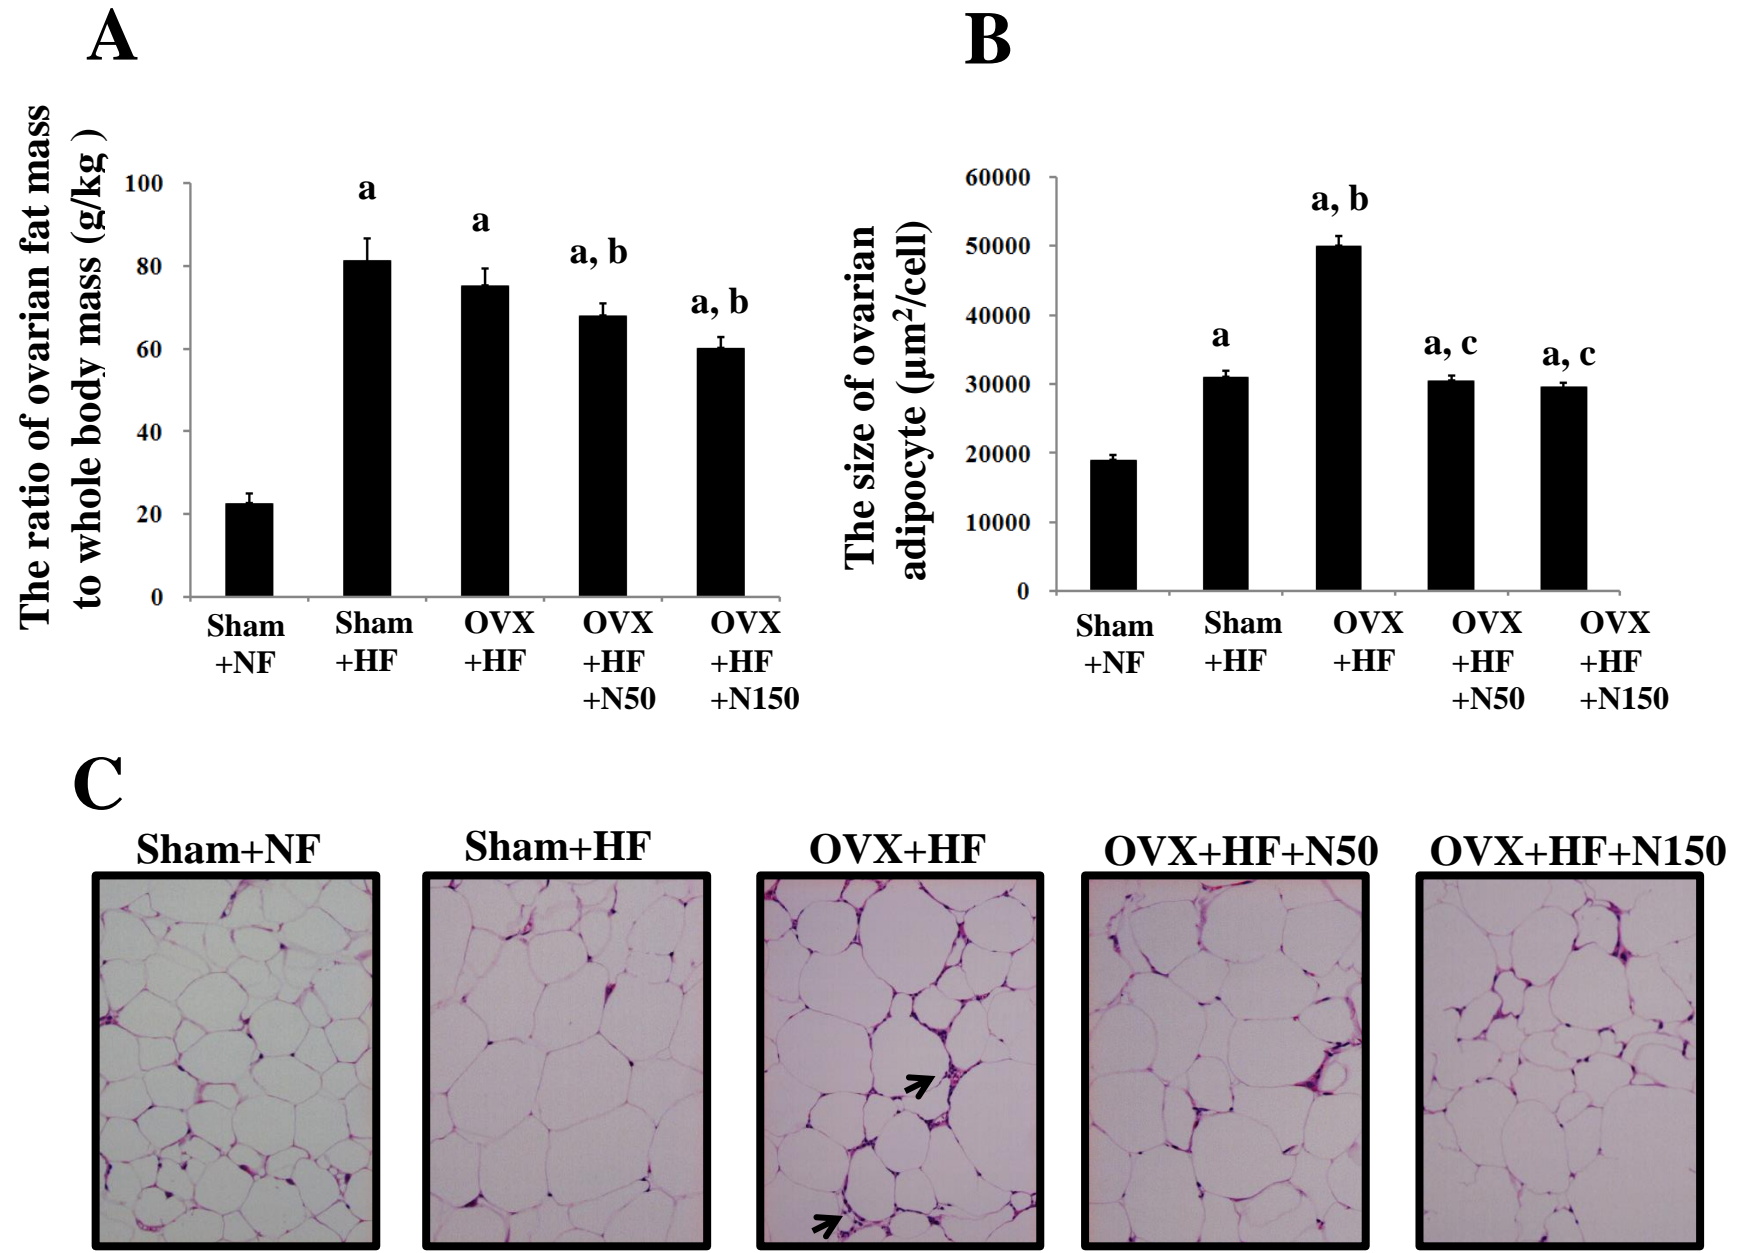 A
The ratio of ovarian fat mass
to whole body mass (g/kg )
100
80
60
40
20
0
a
a
a, b
a, b
Sham
+NF
Sham
+HF
OVX
+HF
OVX
+HF
+N50
OVX
+HF
+N150
B
The size of ovarian
adipocyte (μm²/cell)
60000
50000
40000
30000
20000
10000
0
a
a, b
a, c
a, c
Sham
+NF
Sham
+HF
OVX
+HF
OVX
+HF
+N50
OVX
+HF
+N150
C
Sham+NF
Sham+HF
OVX+HF
OVX+HF+N50
OVX+HF+N150